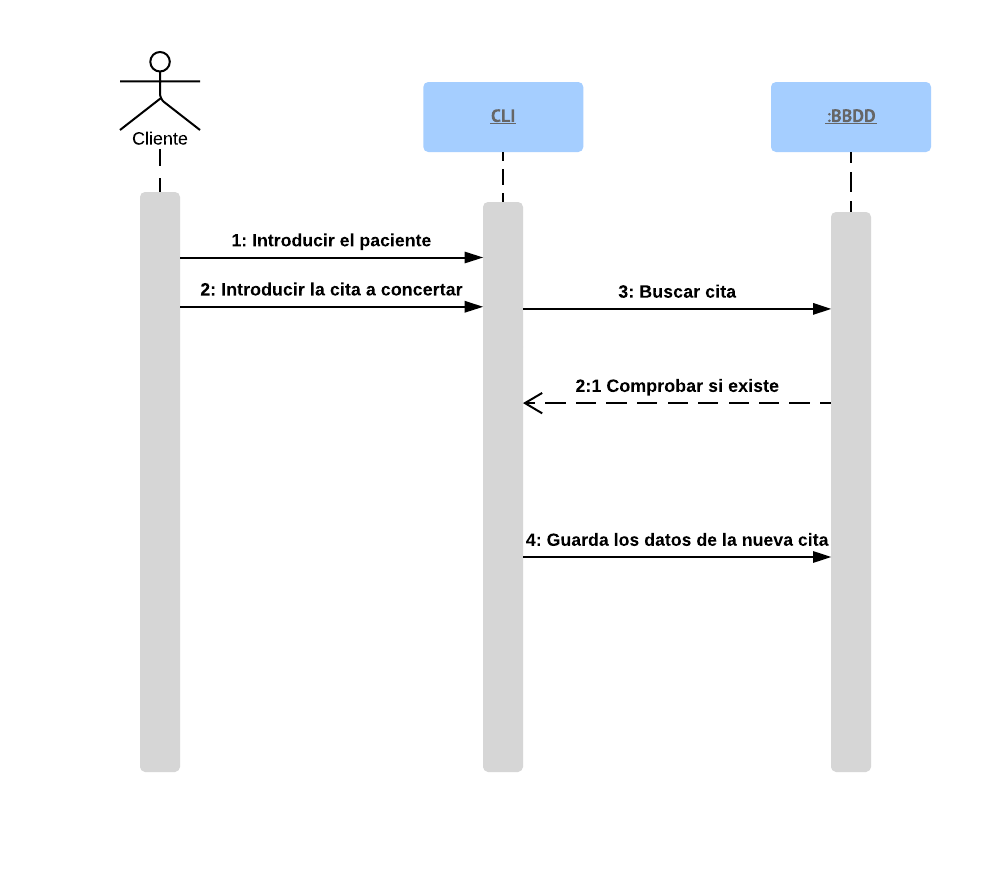 Cliente
CLI
:BBDD
1: Introducir el paciente
2: Introducir la cita a concertar
3: Buscar cita
2:1 Comprobar si existe
4: Guarda los datos de la nueva cita